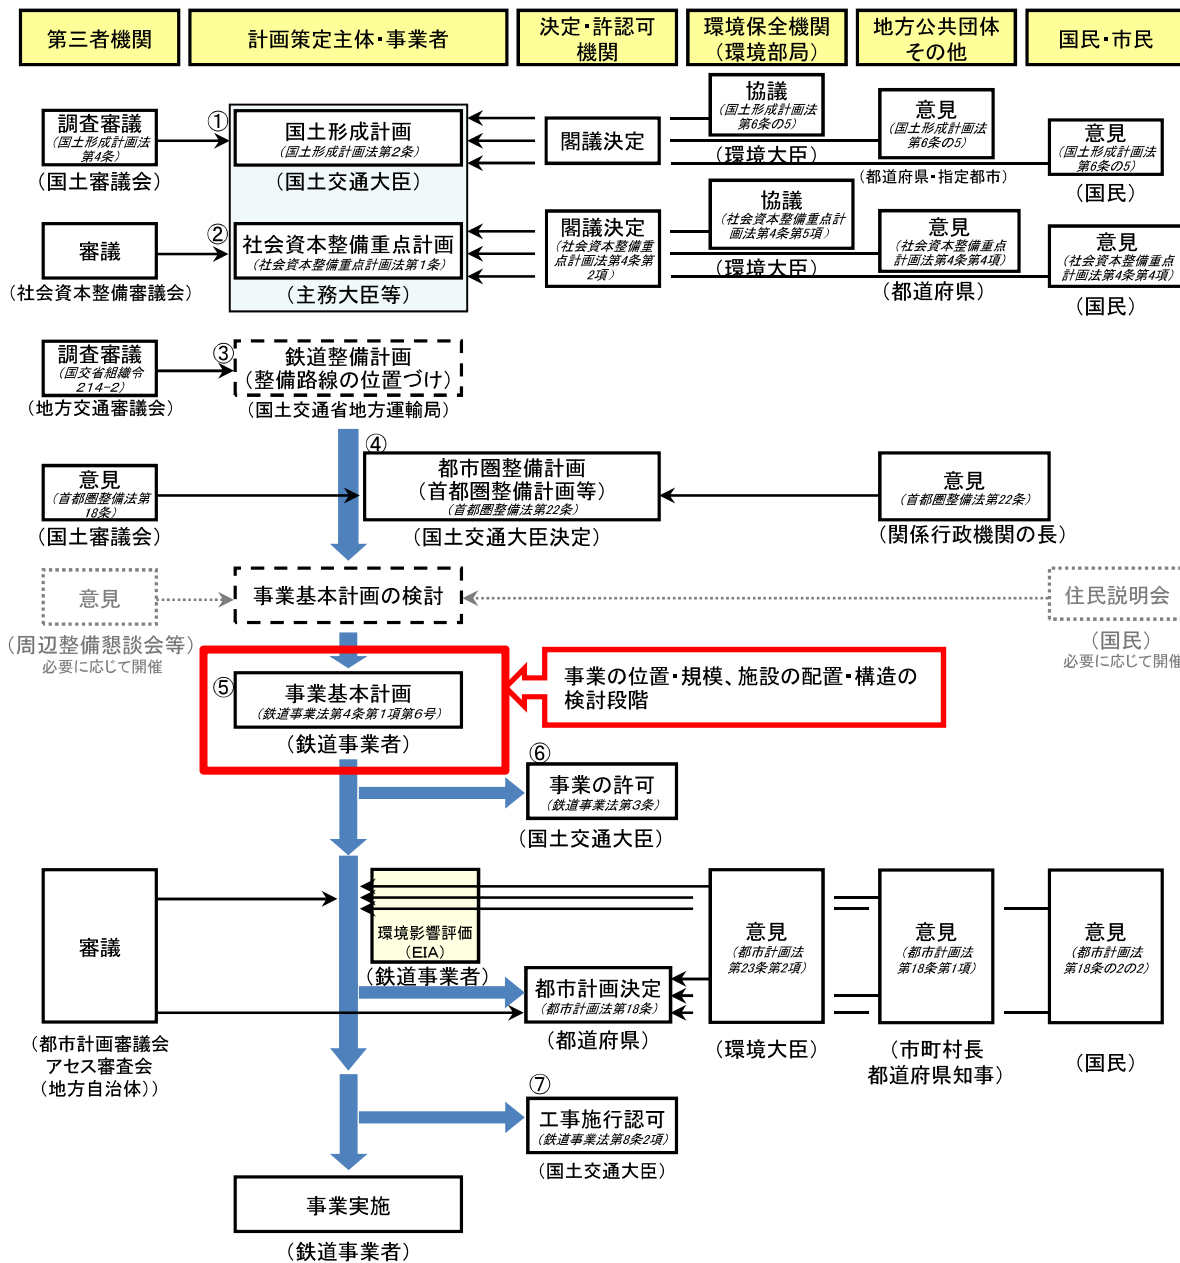 第三者機関
計画策定主体・事業者
決定・許認可
機関
環境保全機関
(環境部局)
地方公共団体
その他
国民・市民
調査審議
(国土形成計画法
第4条)
(国土審議会)
①
国土形成計画
(国土形成計画法第2条)
(国土交通大臣)
閣議決定
協議
(国土形成計画法
第6条の5)
(環境大臣)
意見
(国土形成計画法
第6条の5)
(都道府県・指定都市)
意見
(国土形成計画法
第6条の5)
(国民)
審議
(社会資本整備審議会)
②
社会資本整備重点計画
(社会資本整備重点計画法第1条)
(主務大臣等)
閣議決定
(社会資本整備重
点計画法第4条第
2項)
協議
(社会資本整備重点計
画法第4条第5項)
(環境大臣)
意見
(社会資本整備重点
計画法第4条第4項)
(都道府県)
意見
(社会資本整備重点
計画法第4条第4項)
(国民)
調査審議
(国交省組織令
214-2)
(地方交通審議会)
③
鉄道整備計画
(整備路線の位置づけ)
(国土交通省地方運輸局)
意見
(首都圏整備法第
18条)
(国土審議会)
④
都市圏整備計画
(首都圏整備計画等)
(首都圏整備法第22条)
(国土交通大臣決定)
意見
(首都圏整備法第22条)
(関係行政機関の長)
意見
(周辺整備懇談会等)
必要に応じて開催
事業基本計画の検討
住民説明会
(国民)
必要に応じて開催
⑤
事業基本計画
(鉄道事業法第4条第1項第6号)
(鉄道事業者)
事業の位置・規模、施設の配置・構造の
検討段階
⑥
事業の許可
(鉄道事業法第3条)
(国土交通大臣)
審議
(都市計画審議会
アセス審査会
(地方自治体))
環境影響評価
(EIA)
(鉄道事業者)
都市計画決定
(都市計画法第18条)
(都道府県)
意見
(都市計画法
第23条第2項)
(環境大臣)
意見
(都市計画法
第18条第1項)
(市町村長
都道府県知事)
意見
(都市計画法
第18条の2の2)
(国民)
⑦
工事施行認可
(鉄道事業法第8条2項)
(国土交通大臣)
事業実施
(鉄道事業者)